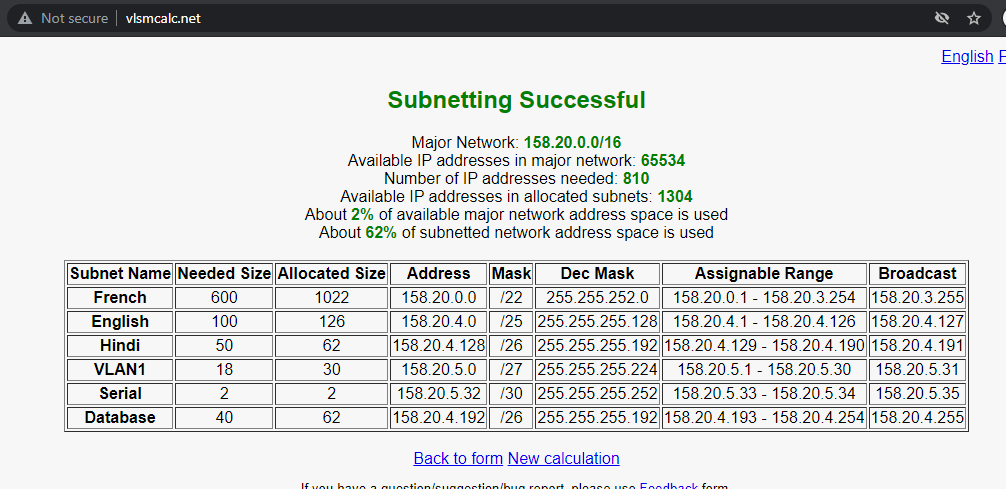 Not secure | vlsmcalc.net
English F
Subnetting Successful
Major Network: 158.20.0.0/16
Available IP addresses in major network: 65534
Number of IP addresses needed: 810
Available IP addresses in allocated subnets: 1304
About 2% of available major network address space is used
About 62% of subnetted network address space is used
Subnet Name Needed Size Allocated Size Address Mask Dec Mask Assignable Range Broadcast
French 600 1022 158.20.0.0 /22 255.255.252.0 158.20.0.1 - 158.20.3.254 158.20.3.255
English 100 126 158.20.4.0 /25 255.255.255.128 158.20.4.1 - 158.20.4.126 158.20.4.127
Hindi 50 62 158.20.4.128 /26 255.255.255.192 158.20.4.129 - 158.20.4.190 158.20.4.191
VLAN1 18 30 158.20.5.0 /27 255.255.255.224 158.20.5.1 - 158.20.5.30 158.20.5.31
Serial 2 2 158.20.5.32 /30 255.255.255.252 158.20.5.33 - 158.20.5.34 158.20.5.35
Database 40 62 158.20.4.192 /26 255.255.255.192 158.20.4.193 - 158.20.4.254 158.20.4.255
Back to form New calculation
If you have a question/suggestion/bug report, please use Feedback form